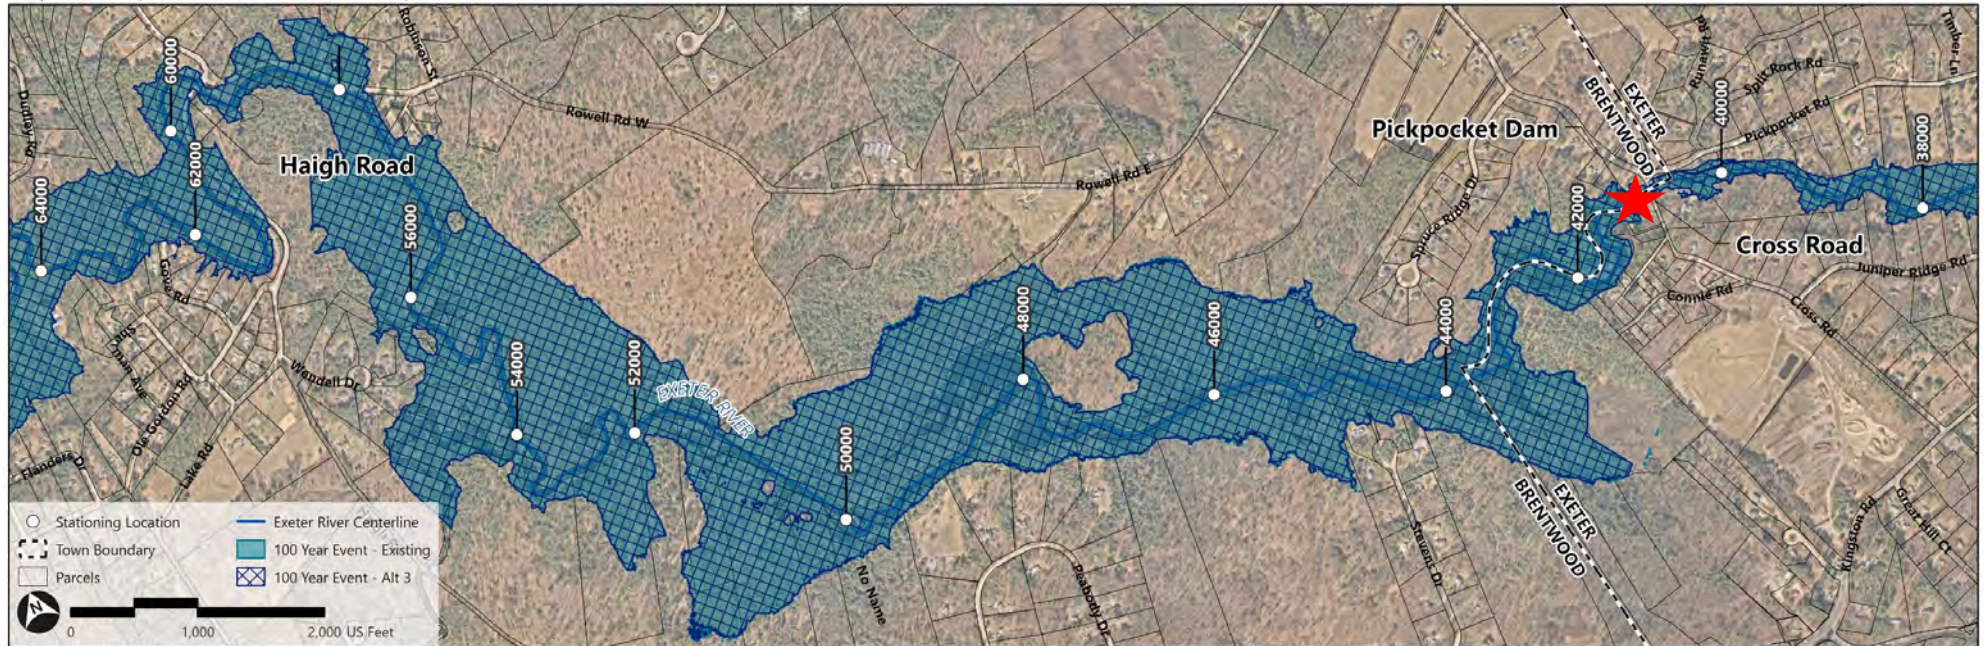 Robinson St
Timber Ln
Runawit Rd
Split Rock Rd
60000
Dudley Rd
Rowell Rd W
Pickpocket Dam
EXETER
BRENTWOOD
40000
Pickpocket Rd
38000
62000
Haigh Road
64000
56000
Rowell Rd E
Spruce Ridge Dr
42000
Cross Road
Juniper Ridge Rd
Connie Rd
Cross Rd
Gove Rd
48000
46000
44000
Sher
man Ave
54000
52000
Wendell Dr
EXETER RIVER
50000
Ole Gordon Rd
Lake Rd
Flanders Dr
EXETER
BRENTWOOD
Great Hill Ct
Kingston Rd
Stevens Dr
Peabody Dr
No Name
Stationing Location
Town Boundary
Parcels
Exeter River Centerline
100 Year Event - Existing
100 Year Event - Alt 3
N
0 1,000 2,000 US Feet